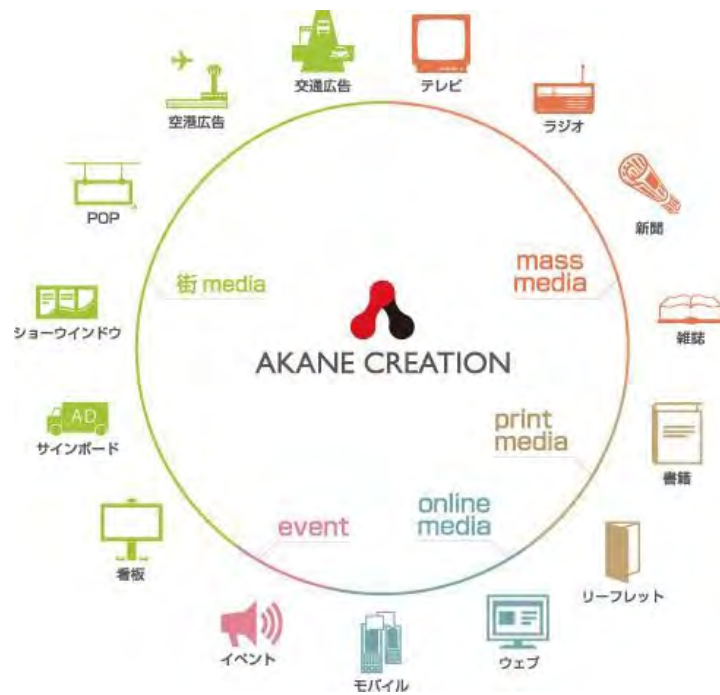 交通広告
テレビ
空港広告
ラジオ
POP
新聞
街 media
mass
media
ショーウインドウ
雑誌
AKANE CREATION
AD
サインボード
print
media
書籍
online
media
event
看板
リーフレット
イベント
ウェブ
モバイル